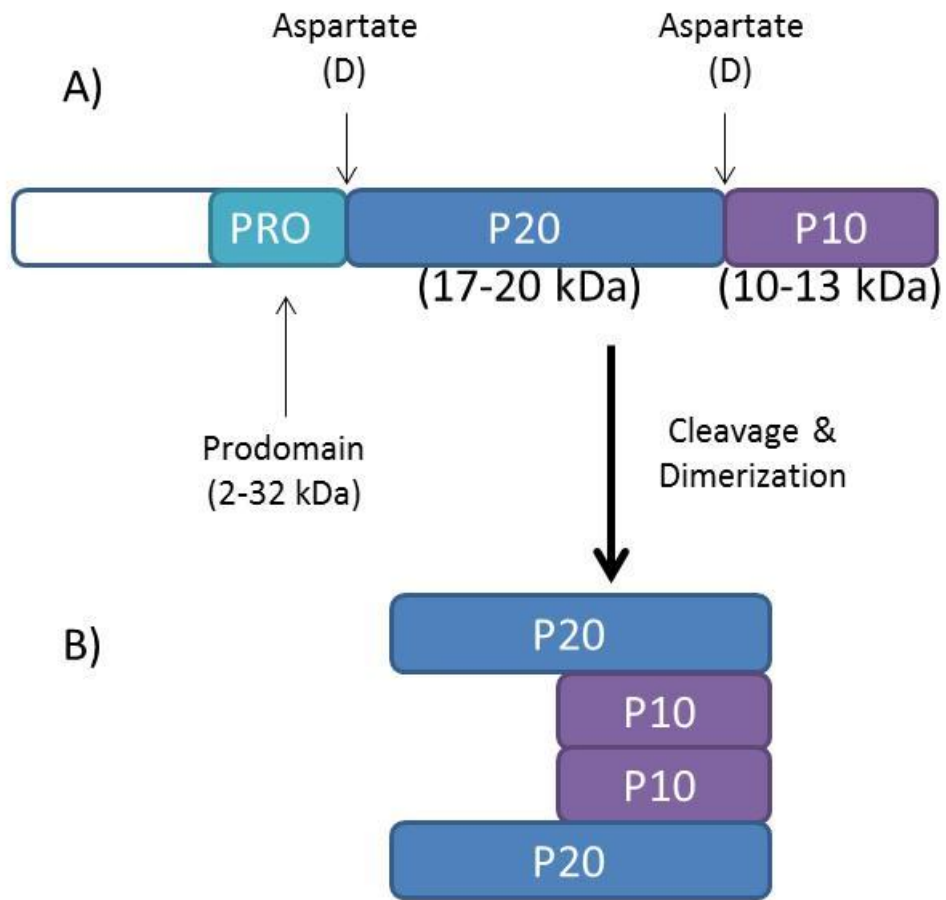 Aspartate
(D)
Aspartate
(D)
A)
PRO
P20
P10
(17-20 kDa)
(10-13 kDa)
Prodomain
(2-32 kDa)
Cleavage &
Dimerization
B)
P20
P10
P10
P20